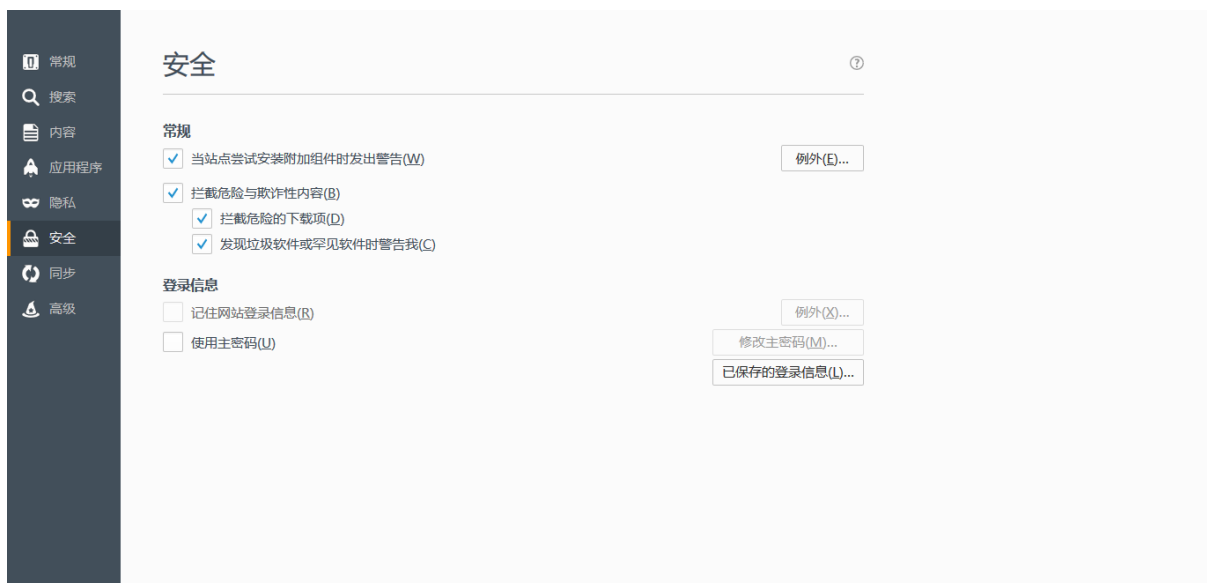 常规
搜索
内容
应用程序
隐私
安全
同步
高级
安全
?
常规
当站点尝试安装附加组件时发出警告(W)
例外(E)...
拦截危险与欺诈性内容(B)
拦截危险的下载项(D)
发现垃圾软件或罕见软件时警告我(C)
登录信息
记住网站登录信息(R)
例外(X)...
使用主密码(U)
修改主密码(M)...
已保存的登录信息(L)...